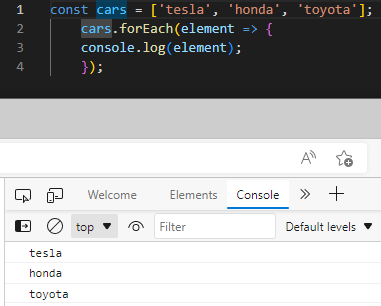 1 const cars = ['tesla', 'honda', 'toyota'];
2 cars.forEach(element => {
3 console.log(element);
4 });
Welcome Elements Console
top Filter Default levels
tesla
honda
toyota